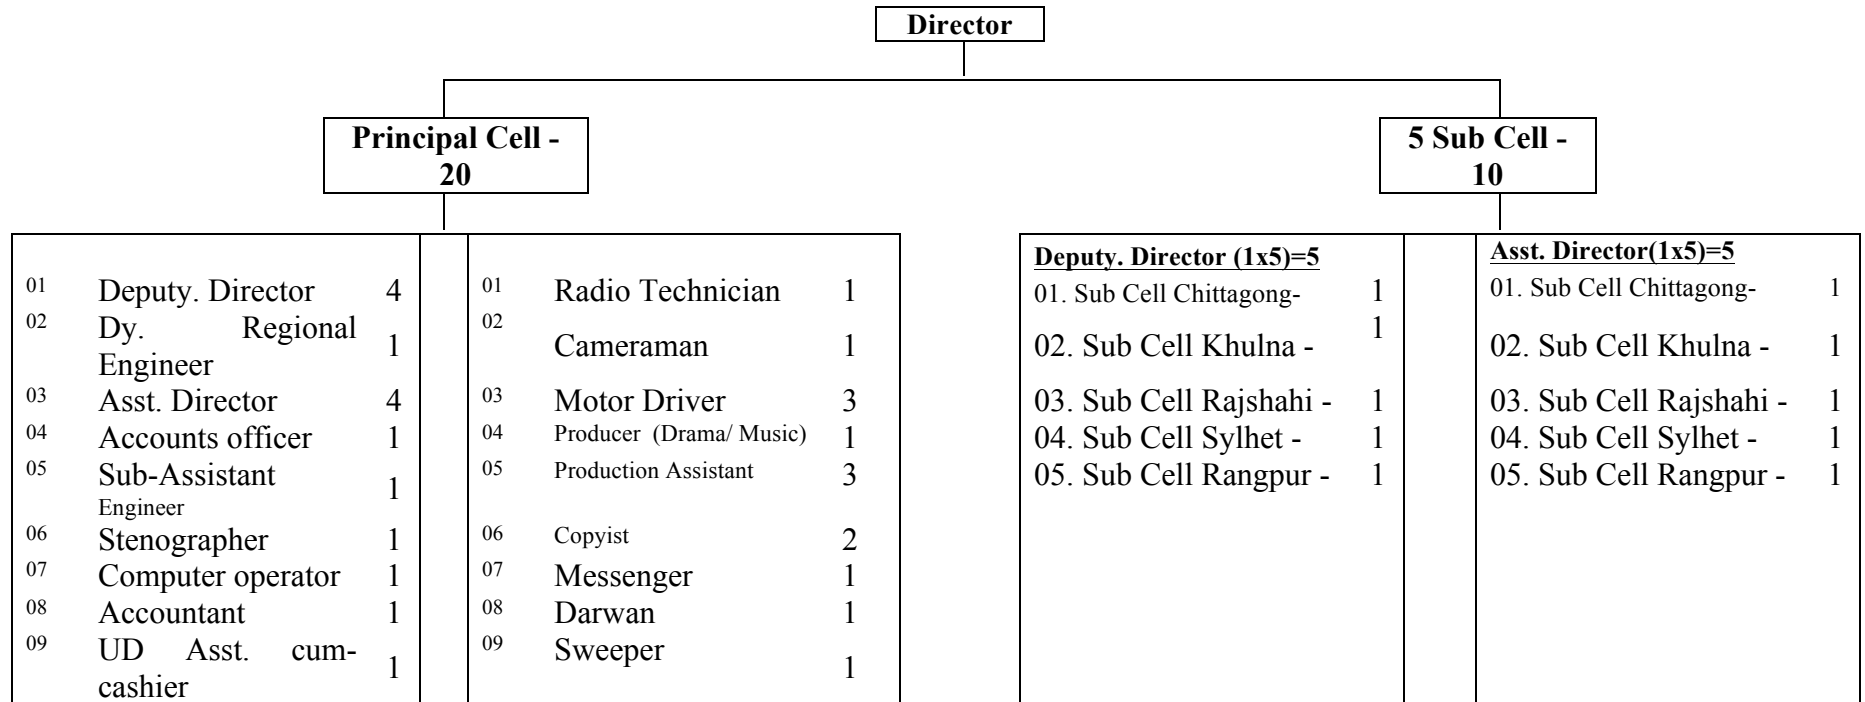 Director
Principal Cell -
20
5 Sub Cell -
10
01 Deputy. Director 4
02 Dy. Regional
Engineer 1
03 Asst. Director 4
04 Accounts officer 1
05 Sub-Assistant
Engineer 1
06 Stenographer 1
07 Computer operator 1
08 Accountant 1
09 UD Asst. cum-
cashier 1
01 Radio Technician 1
02 Cameraman 1
03 Motor Driver 3
04 Producer (Drama/ Music) 1
05 Production Assistant 3
06 Copyist 2
07 Messenger 1
08 Darwan 1
09 Sweeper 1
Deputy. Director (1x5)=5
01. Sub Cell Chittagong- 1
02. Sub Cell Khulna - 1
03. Sub Cell Rajshahi - 1
04. Sub Cell Sylhet - 1
05. Sub Cell Rangpur - 1
Asst. Director(1x5)=5
01. Sub Cell Chittagong- 1
02. Sub Cell Khulna - 1
03. Sub Cell Rajshahi - 1
04. Sub Cell Sylhet - 1
05. Sub Cell Rangpur - 1